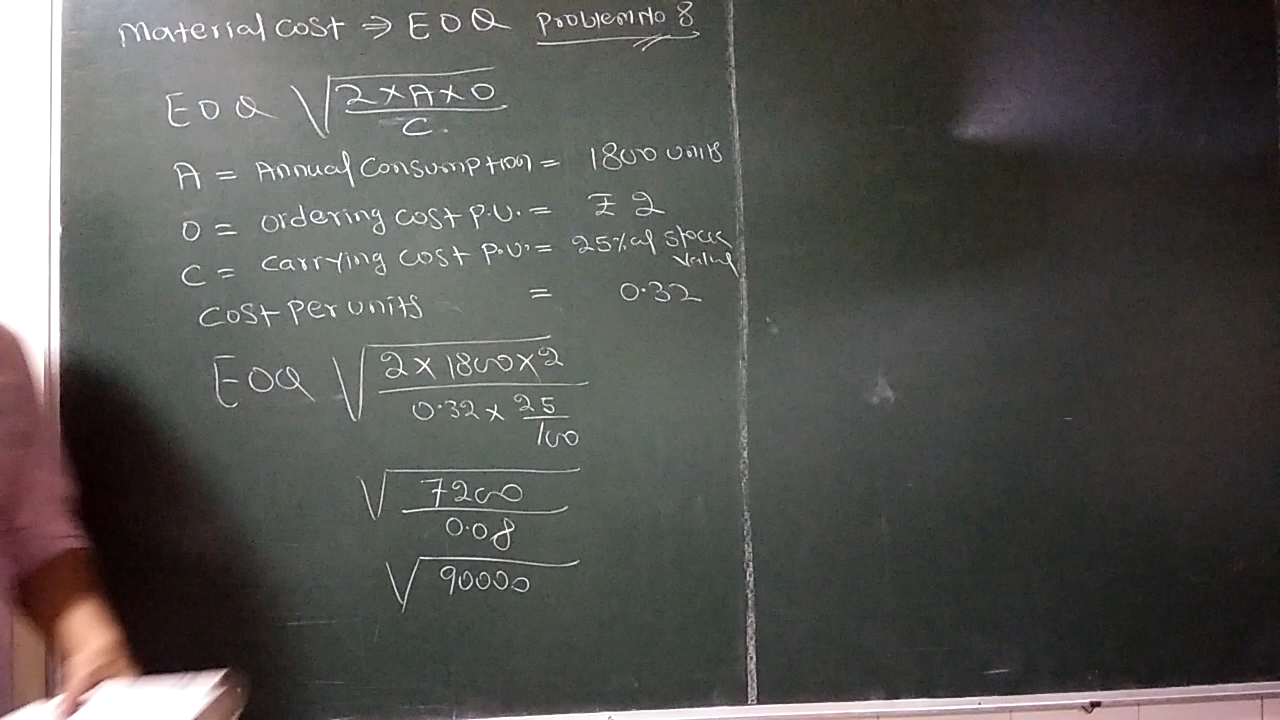 Material cost ⇒ EOQ Problem No 8
EOQ √ 2×A×O
C
A = Annual Consumption = 1800 units
O = ordering cost p.u. = ₹ 2
C = carrying cost p.u. = 25% of stock value
cost per units = 0.32
EOQ √ 2 × 1800 × 2
0.32 × 25
100
√ 7200
0.08
√ 90000